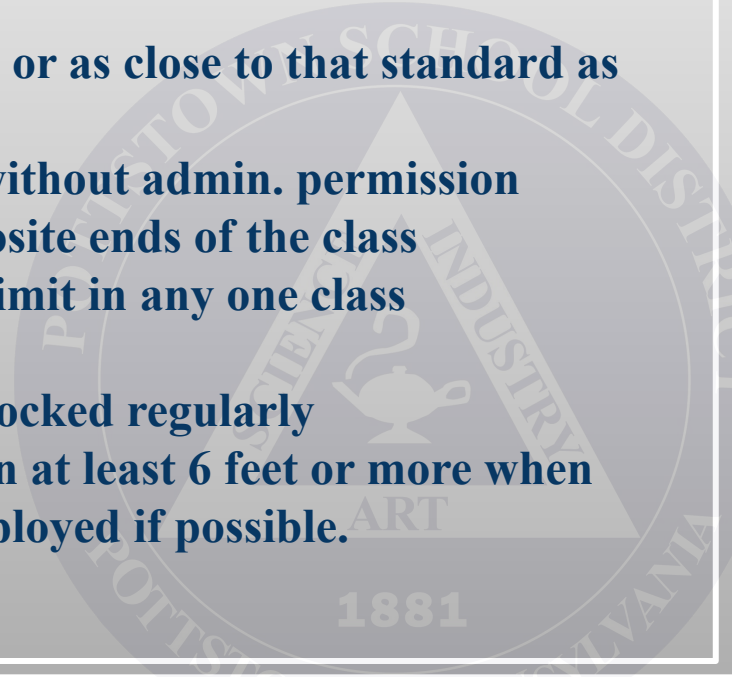 or as close to that standard as
without admin. permission
osite ends of the class
imit in any one class
ocked regularly
n at least 6 feet or more when
ployed if possible.
POTTSTOWN SCHOOL DISTRICT
SCIENCE
INDUSTRY
ART
1881